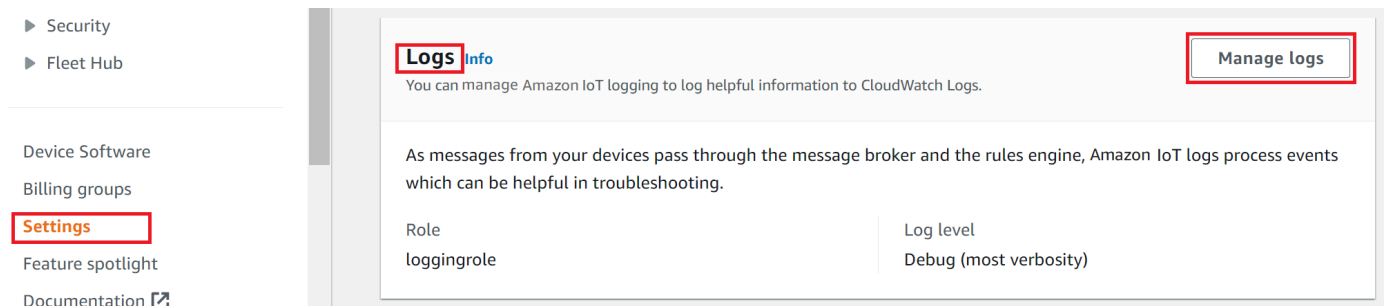 Security
Fleet Hub
Device Software
Billing groups
Settings
Feature spotlight
Documentation
Logs Info
Manage logs
You can manage Amazon IoT logging to log helpful information to CloudWatch Logs.
As messages from your devices pass through the message broker and the rules engine, Amazon IoT logs process events
which can be helpful in troubleshooting.
Role
loggingrole
Log level
Debug (most verbosity)